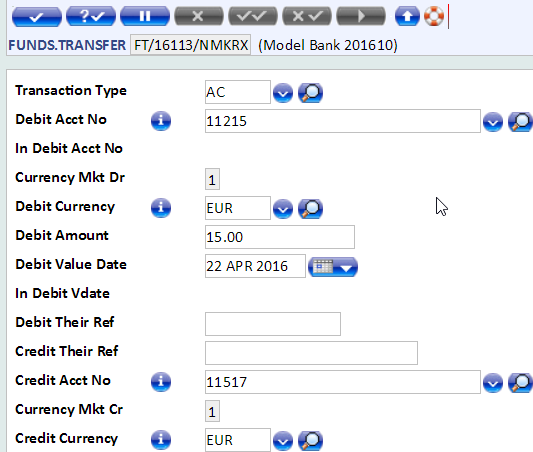 FUNDS.TRANSFER FT/16113/NMKRX (Model Bank 201610)
Transaction Type AC
Debit Acct No 11215
In Debit Acct No
Currency Mkt Dr 1
Debit Currency EUR
Debit Amount 15.00
Debit Value Date 22 APR 2016
In Debit Vdate
Debit Their Ref
Credit Their Ref
Credit Acct No 11517
Currency Mkt Cr 1
Credit Currency EUR